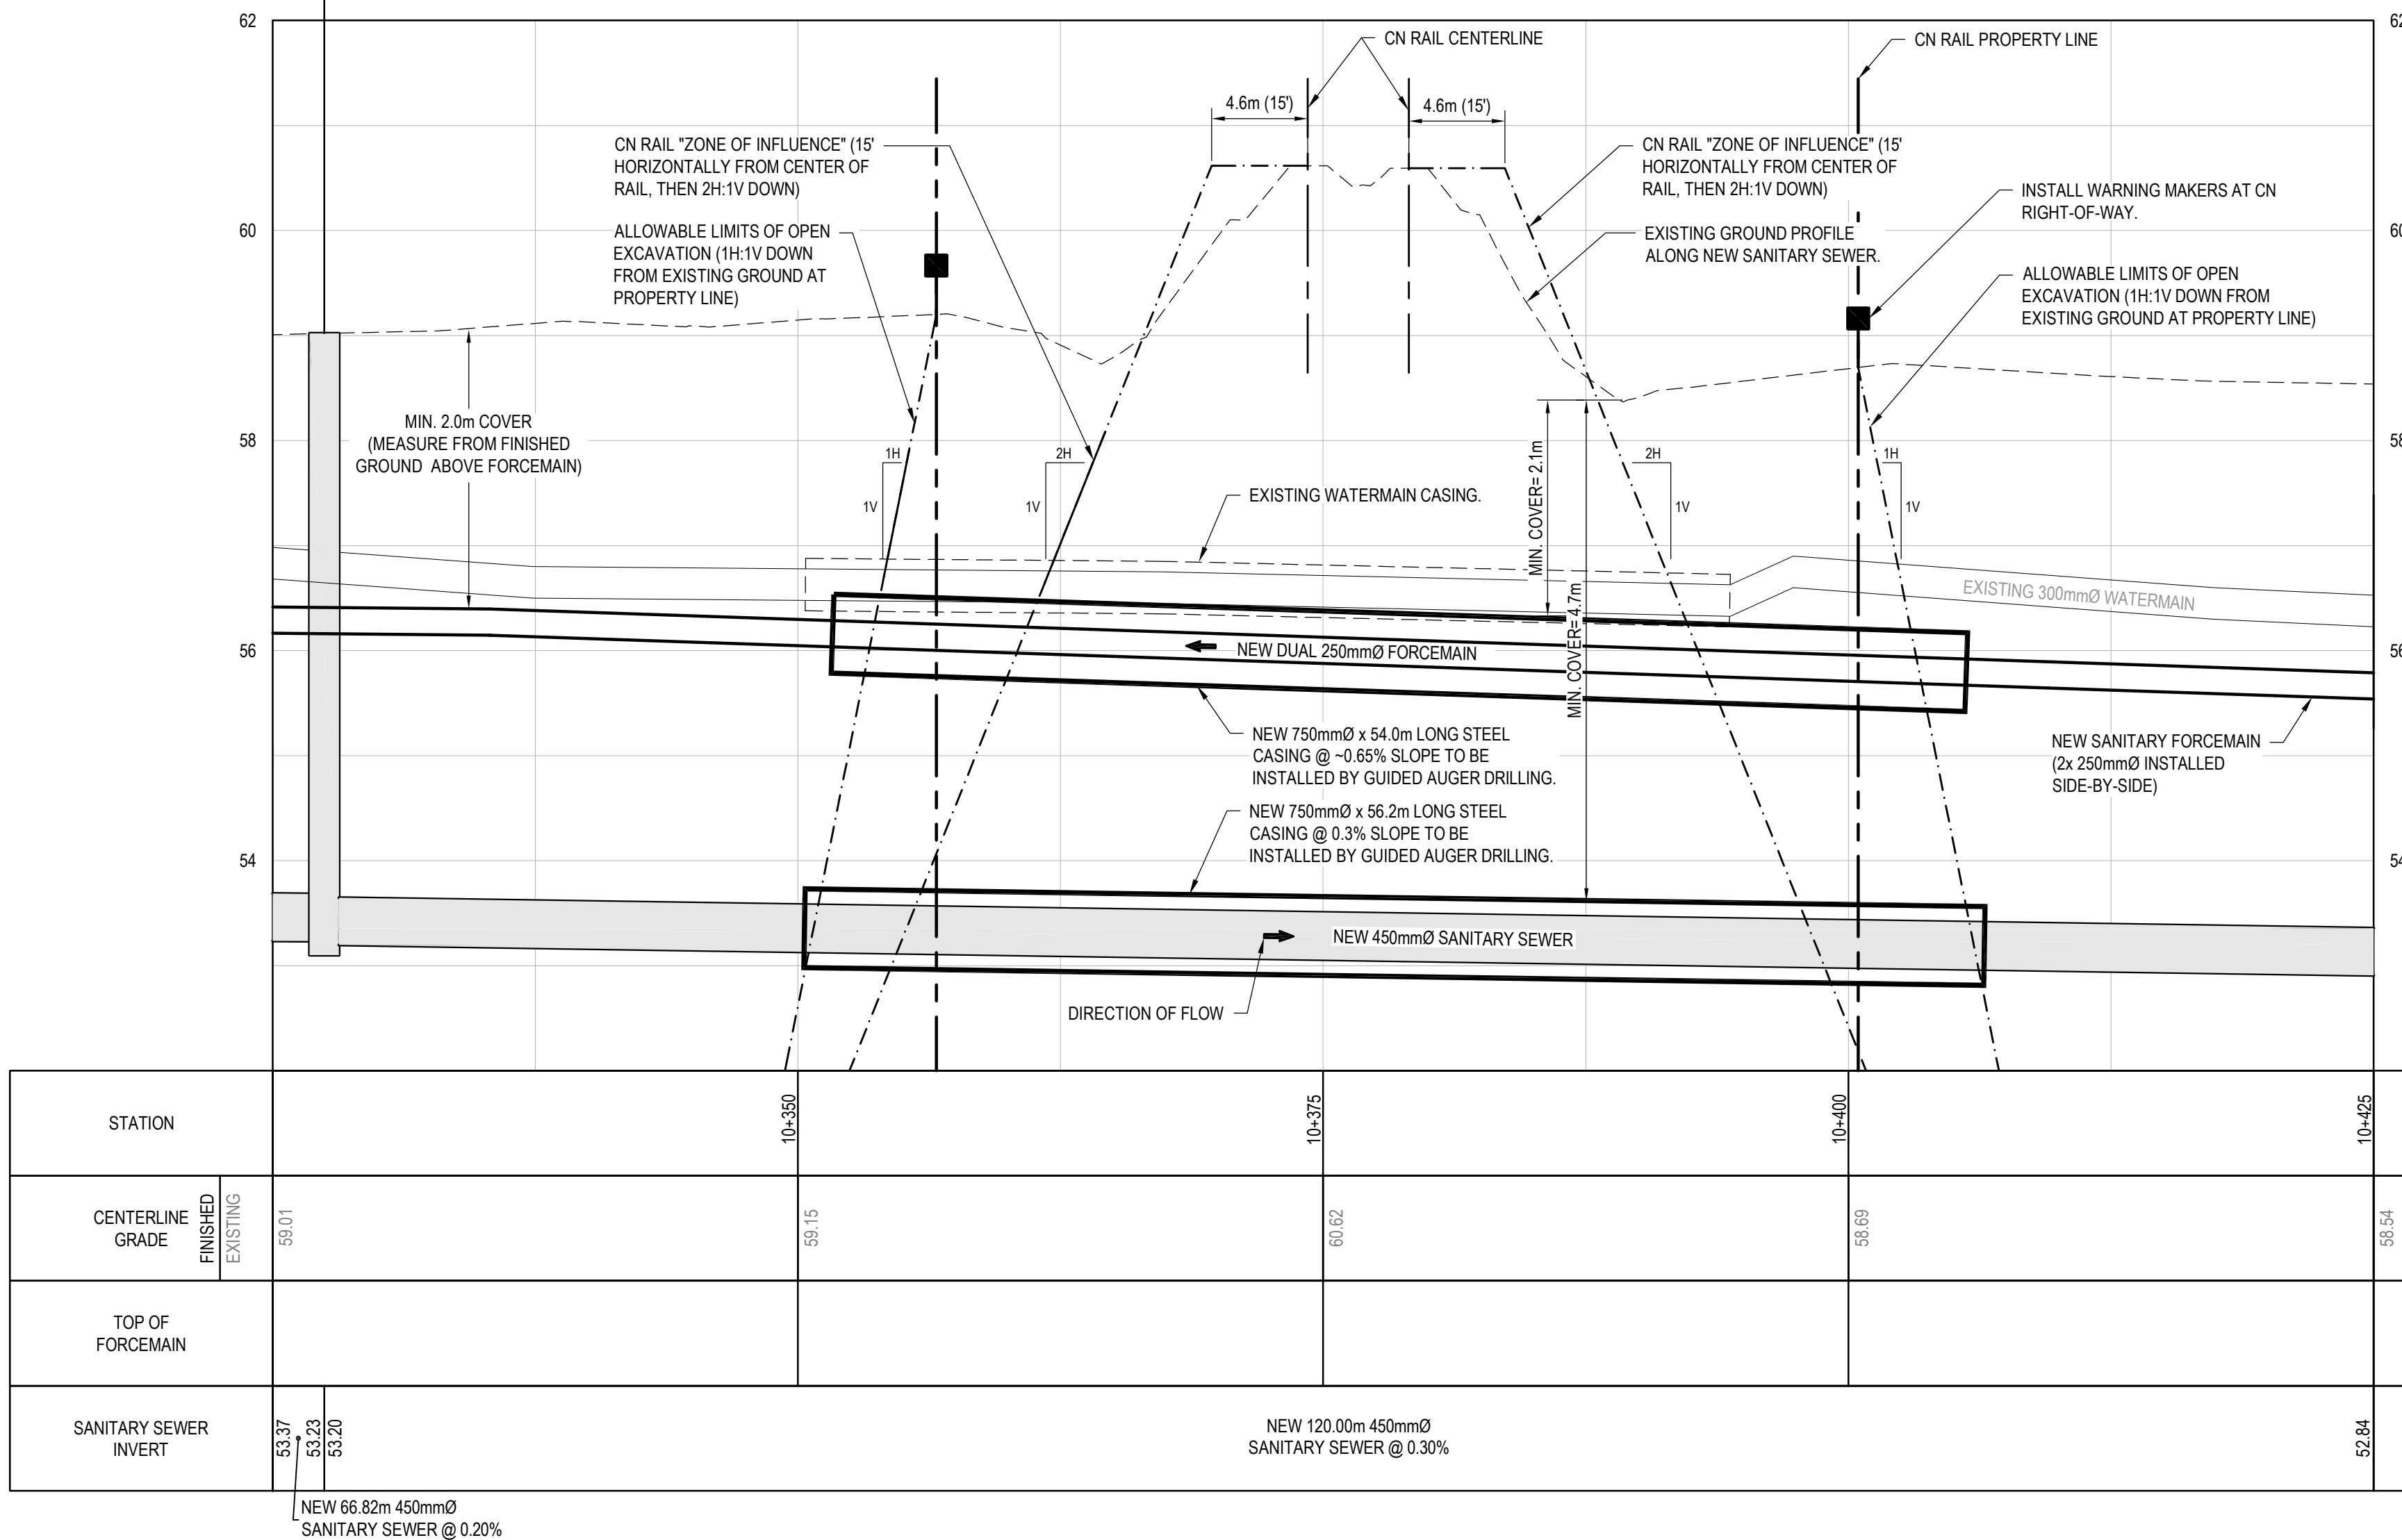 62
62
CN RAIL CENTERLINE
CN RAIL PROPERTY LINE
4.6m (15')
4.6m (15')
CN RAIL "ZONE OF INFLUENCE" (15'
HORIZONTALLY FROM CENTER OF
RAIL, THEN 2H:1V DOWN)
CN RAIL "ZONE OF INFLUENCE" (15'
HORIZONTALLY FROM CENTER OF
RAIL, THEN 2H:1V DOWN)
INSTALL WARNING MAKERS AT CN
RIGHT-OF-WAY.
60
60
ALLOWABLE LIMITS OF OPEN
EXCAVATION (1H:1V DOWN
FROM EXISTING GROUND AT
PROPERTY LINE)
EXISTING GROUND PROFILE
ALONG NEW SANITARY SEWER.
ALLOWABLE LIMITS OF OPEN
EXCAVATION (1H:1V DOWN FROM
EXISTING GROUND AT PROPERTY LINE)
58
58
MIN. 2.0m COVER
(MEASURE FROM FINISHED
GROUND ABOVE FORCEMAIN)
1H
1V
2H
1V
2H
1V
1H
1V
EXISTING WATERMAIN CASING.
MIN. COVER= 2.1m
MIN. COVER= 4.7m
EXISTING 300mmØ WATERMAIN
56
56
NEW DUAL 250mmØ FORCEMAIN
NEW 750mmØ x 54.0m LONG STEEL
CASING @ ~0.65% SLOPE TO BE
INSTALLED BY GUIDED AUGER DRILLING.
NEW SANITARY FORCEMAIN
(2x 250mmØ INSTALLED
SIDE-BY-SIDE)
NEW 750mmØ x 56.2m LONG STEEL
CASING @ 0.3% SLOPE TO BE
INSTALLED BY GUIDED AUGER DRILLING.
54
54
NEW 450mmØ SANITARY SEWER
DIRECTION OF FLOW
STATION
10+350
10+375
10+400
10+425
CENTERLINE
GRADE
FINISHED
EXISTING
59.01
59.15
60.62
58.69
58.54
TOP OF
FORCEMAIN
SANITARY SEWER
INVERT
53.37
53.23
53.20
NEW 120.00m 450mmØ
SANITARY SEWER @ 0.30%
52.84
NEW 66.82m 450mmØ
SANITARY SEWER @ 0.20%